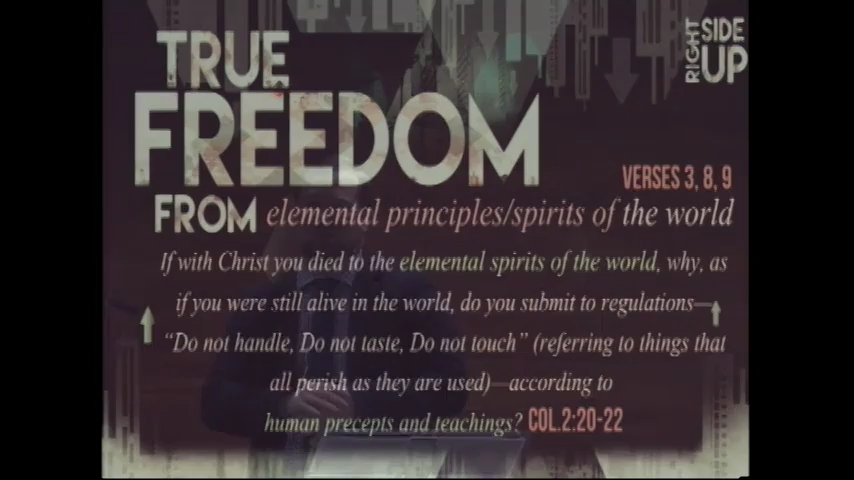 TRUE
FREEDOM
RIGHT SIDE UP
VERSES 3, 8, 9
FROM elemental principles/spirits of the world
If with Christ you died to the elemental spirits of the world, why, as
if you were still alive in the world, do you submit to regulations—
“Do not handle, Do not taste, Do not touch” (referring to things that
all perish as they are used)—according to
human precepts and teachings? COL.2:20-22